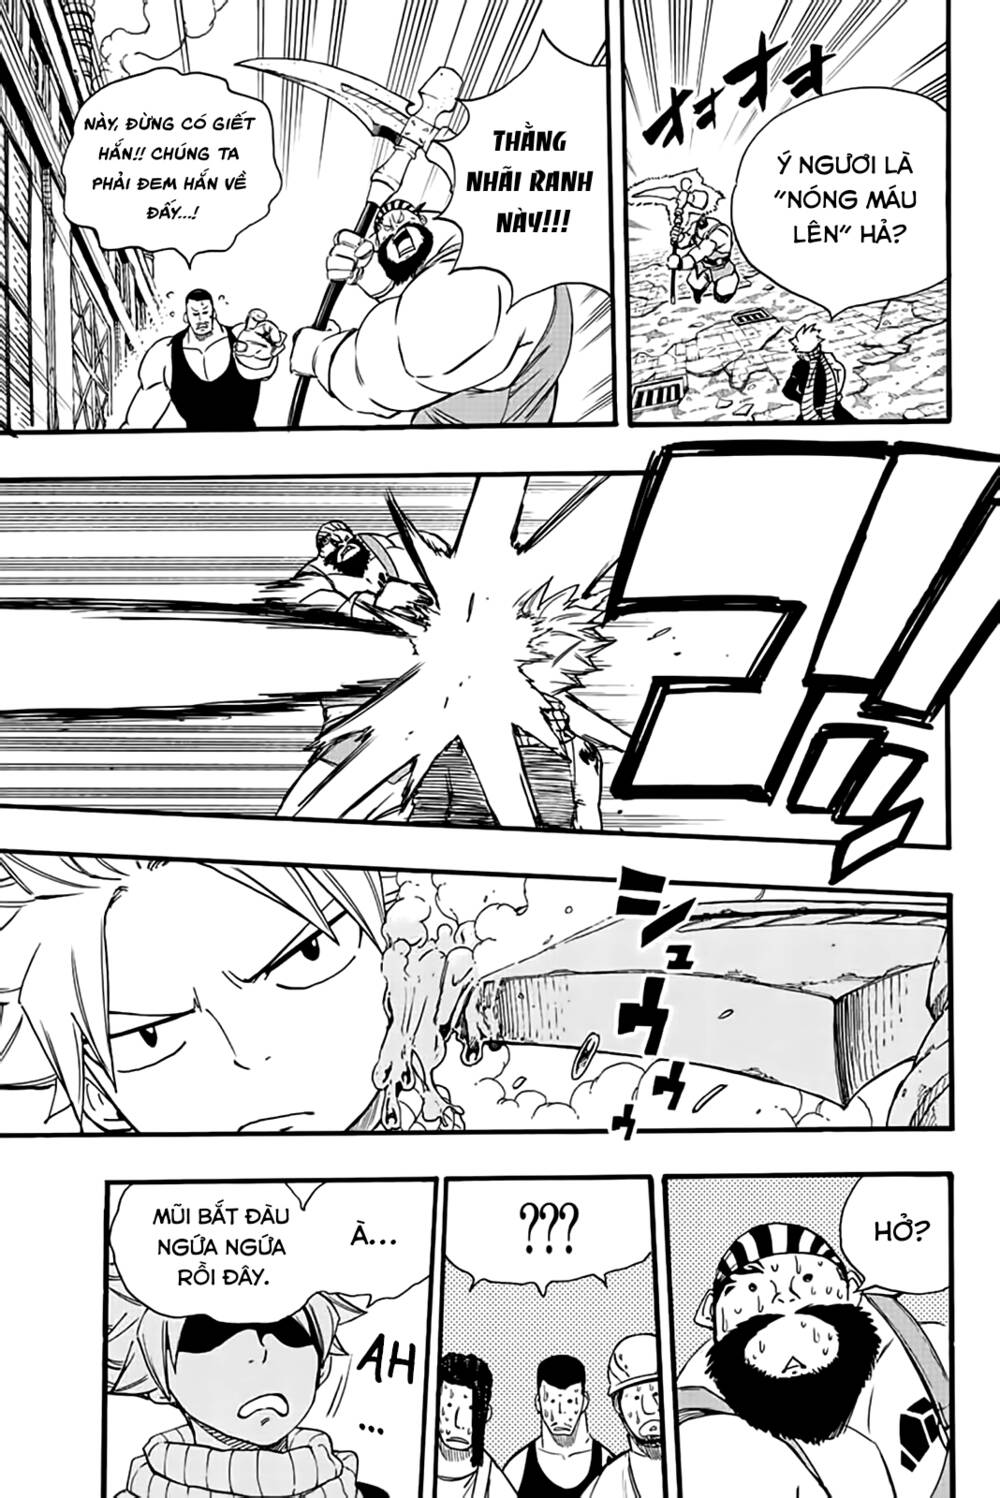 オオオ
Ý NGƯƠI LÀ
"NÓNG MÁU
LÊN" HẢ?
THẰNG
NHÃI RANH
NÀY!!!
NÀY, ĐỪNG CÓ GIẾT
HẮN!! CHÚNG TA
PHẢI ĐEM HẮN VỀ
ĐẤY...!
シュウウウ
HỞ?
???
À...
MŨI BẮT ĐÀU
NGỨA NGỨA
RỒI ĐÂY.
AH
...